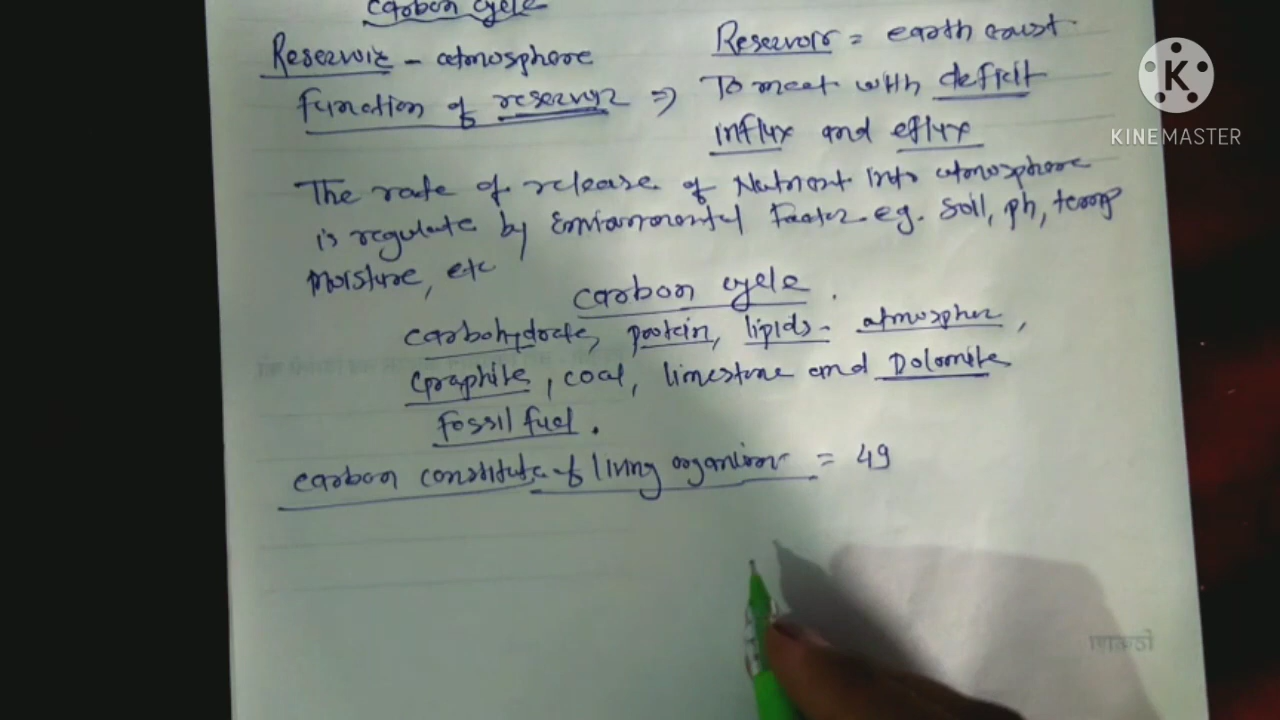 carbon cycle
Reservoir - atmosphere
Reservoir = earth crust
function of reservoir ⇒ To meet with deficit
influx and efflux
The rate of release of Nutrient into atmosphere
is regulate by Environmental Factor eg. Soil, ph, temp
Moisture, etc
carbon cycle.
carbohydrate, protein, lipids - atmospher,
Graphite, coal, limestone and Dolomite
Fossil fuel.
carbon constitute of living organism = 49
KINEMASTER